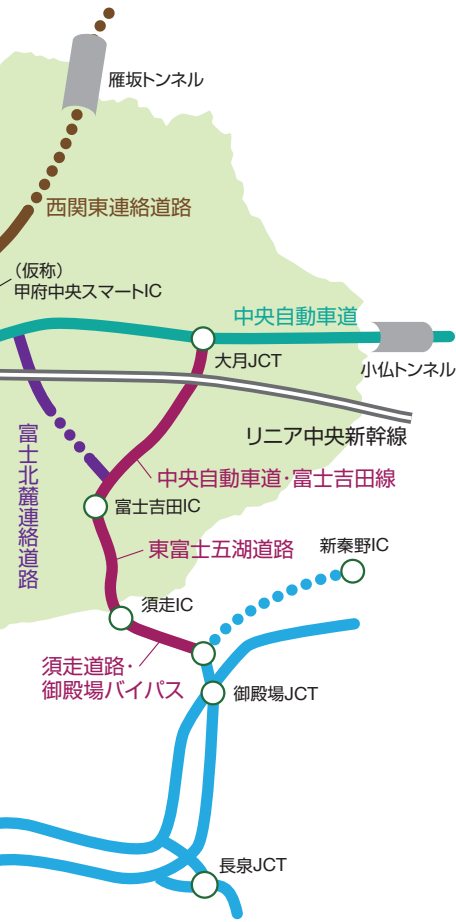 雁坂トンネル
西関東連絡道路
（仮称）
甲府中央スマートIC
中央自動車道
大月JCT
小仏トンネル
リニア中央新幹線
富士北麓連絡道路
中央自動車道・富士吉田線
富士吉田IC
東富士五湖道路
新秦野IC
須走IC
須走道路・
御殿場バイパス
御殿場JCT
長泉JCT